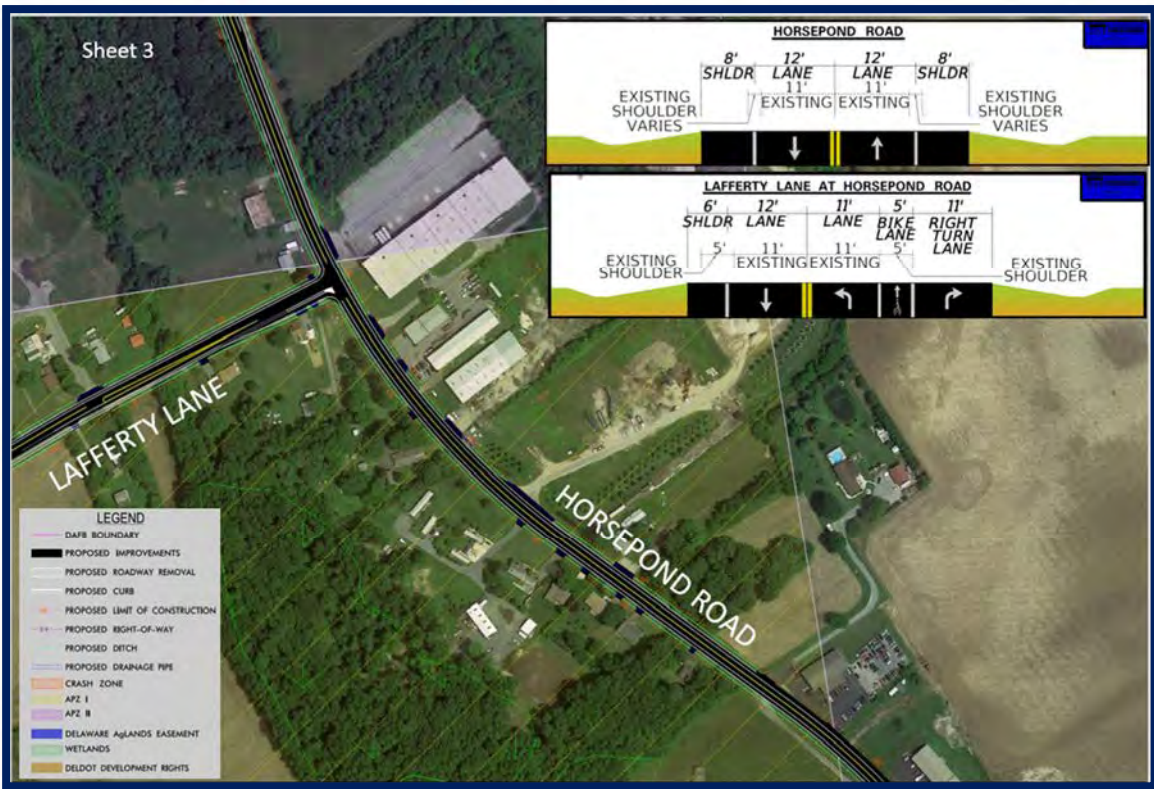 Sheet 3
HORSEPOND ROAD
8' 12' 12' 8'
SHLDR LANE LANE SHLDR
11' 11'
EXISTING SHOULDER VARIES
EXISTING EXISTING
EXISTING SHOULDER VARIES
LAFFERTY LANE AT HORSEPOND ROAD
6' 12' 11' 5' 11'
SHLDR LANE LANE BIKE LANE RIGHT TURN LANE
5' 11' 11' 5'
EXISTING SHOULDER
EXISTING EXISTING
EXISTING SHOULDER
LAFFERTY LANE
HORSEPOND ROAD
LEGEND
DAFB BOUNDARY
PROPOSED IMPROVEMENTS
PROPOSED ROADWAY REMOVAL
PROPOSED CURB
PROPOSED LIMIT OF CONSTRUCTION
PROPOSED RIGHT-OF-WAY
PROPOSED DITCH
PROPOSED DRAINAGE PIPE
CRASH ZONE
APZ I
APZ II
DELAWARE AgLANDS EASEMENT
WETLANDS
DELDOT DEVELOPMENT RIGHTS